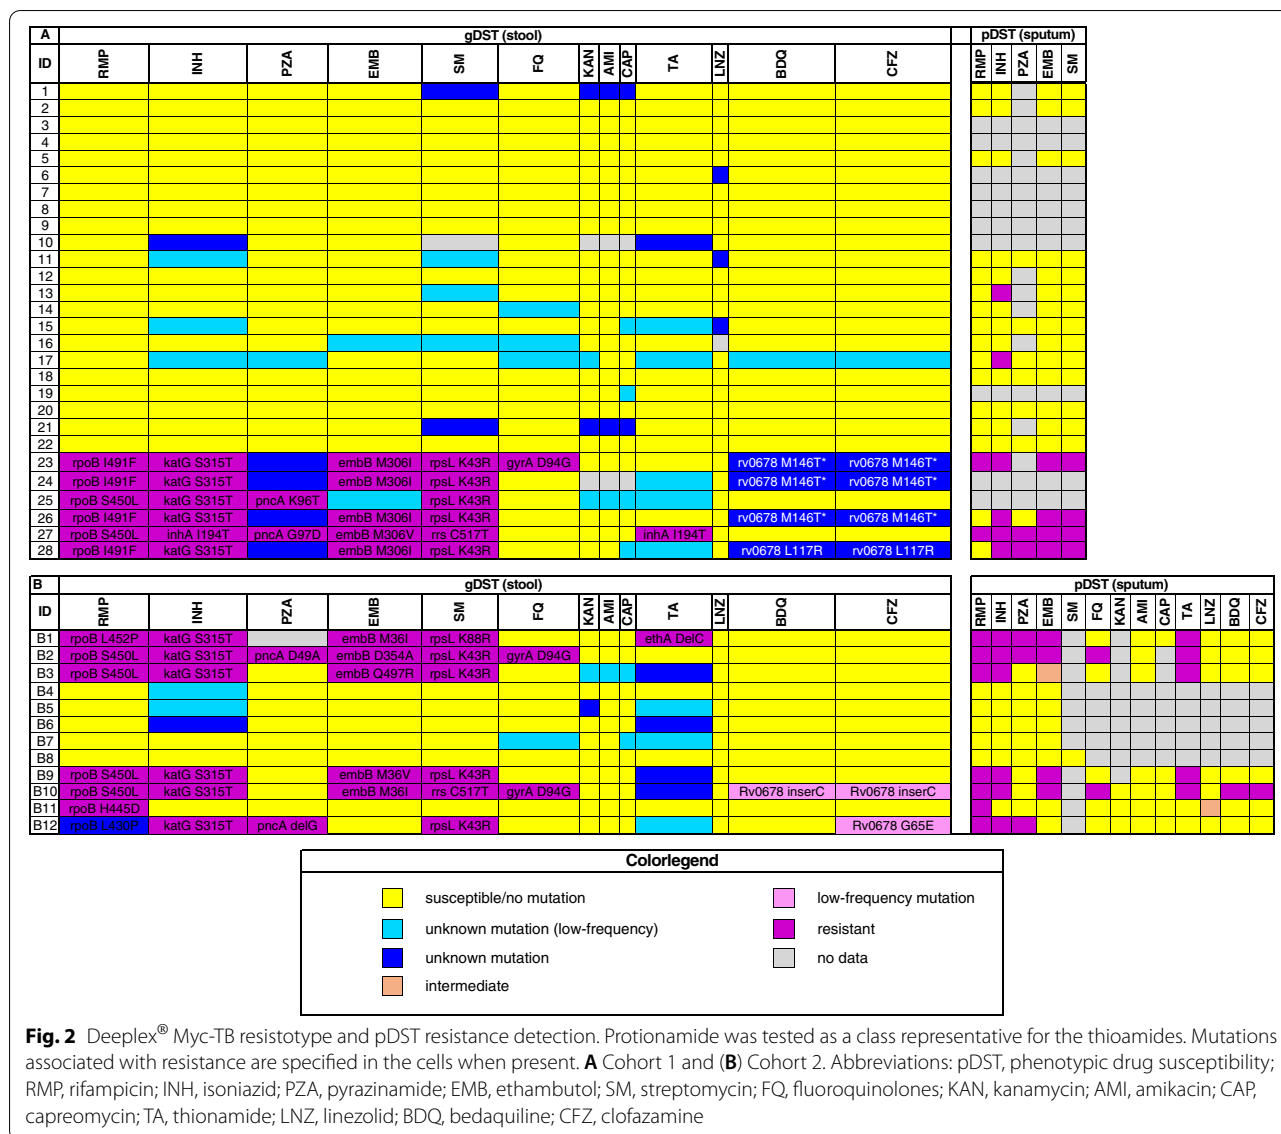 A gDST (stool) pDST (sputum)
ID RMP INH PZA EMB SM FQ KAN AMI CAP TA LNZ BDQ CFZ RMP INH PZA EMB SM
1
2
3
4
5
6
7
8
9
10
11
12
13
14
15
16
17
18
19
20
21
22
23 rpoB I491F katG S315T embB M306I rpsL K43R gyrA D94G rv0678 M146T* rv0678 M146T*
24 rpoB I491F katG S315T embB M306I rpsL K43R rv0678 M146T* rv0678 M146T*
25 rpoB S450L katG S315T pncA K96T rpsL K43R
26 rpoB I491F katG S315T embB M306I rpsL K43R rv0678 M146T* rv0678 M146T*
27 rpoB S450L inhA I194T pncA G97D embB M306V rrs C517T inhA I194T
28 rpoB I491F katG S315T embB M306I rpsL K43R rv0678 L117R rv0678 L117R
B gDST (stool) pDST (sputum)
ID RMP INH PZA EMB SM FQ KAN AMI CAP TA LNZ BDQ CFZ RMP INH PZA EMB SM FQ KAN AMI CAP TA LNZ BDQ CFZ
B1 rpoB L452P katG S315T embB M36I rpsL K88R ethA DelC
B2 rpoB S450L katG S315T pncA D49A embB D354A rpsL K43R gyrA D94G
B3 rpoB S450L katG S315T embB Q497R rpsL K43R
B4
B5
B6
B7
B8
B9 rpoB S450L katG S315T embB M36V rpsL K43R
B10 rpoB S450L katG S315T embB M36I rrs C517T gyrA D94G Rv0678 inserC Rv0678 inserC
B11 rpoB H445D
B12 rpoB L430P katG S315T pncA delG rpsL K43R Rv0678 G65E
Colorlegend
susceptible/no mutation low-frequency mutation
unknown mutation (low-frequency) resistant
unknown mutation no data
intermediate
Fig. 2 Deeplex® Myc-TB resistotype and pDST resistance detection. Protionamide was tested as a class representative for the thioamides. Mutations
associated with resistance are specified in the cells when present. A Cohort 1 and (B) Cohort 2. Abbreviations: pDST, phenotypic drug susceptibility;
RMP, rifampicin; INH, isoniazid; PZA, pyrazinamide; EMB, ethambutol; SM, streptomycin; FQ, fluoroquinolones; KAN, kanamycin; AMI, amikacin; CAP,
capreomycin; TA, thionamide; LNZ, linezolid; BDQ, bedaquiline; CFZ, clofazamine